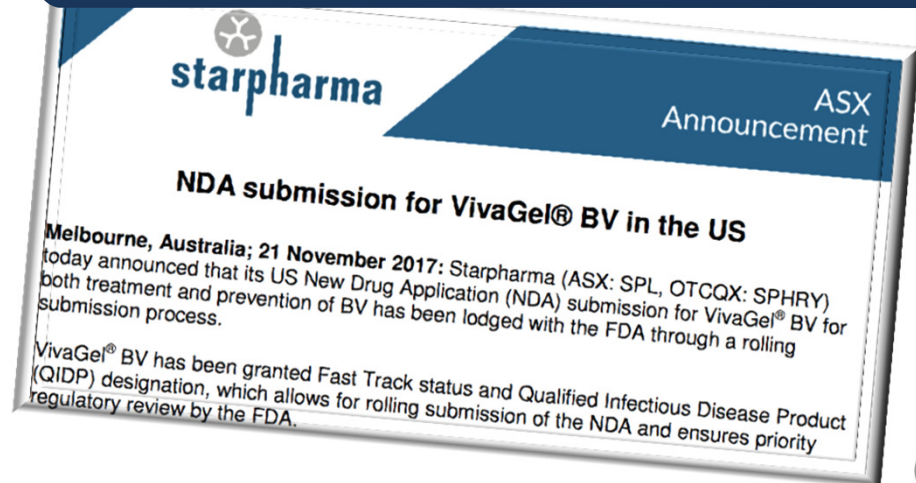 starpharma
ASX
Announcement
NDA submission for VivaGel® BV in the US
Melbourne, Australia; 21 November 2017: Starpharma (ASX: SPL, OTCQX: SPHRY)
today announced that its US New Drug Application (NDA) submission for VivaGel® BV for
both treatment and prevention of BV has been lodged with the FDA through a rolling
submission process.
VivaGel® BV has been granted Fast Track status and Qualified Infectious Disease Product
(QIDP) designation, which allows for rolling submission of the NDA and ensures priority
regulatory review by the FDA.